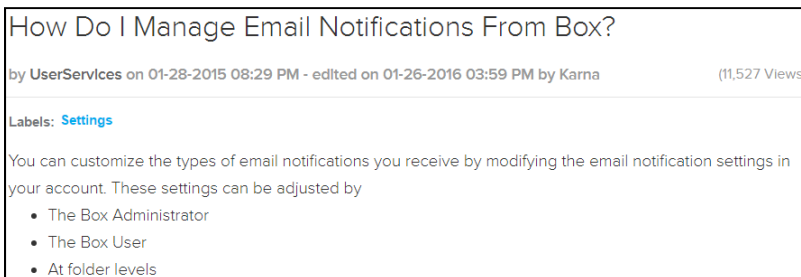 How Do I Manage Email Notifications From Box?
by UserServices on 01-28-2015 08:29 PM - edited on 01-26-2016 03:59 PM by Karna (11,527 Views
Labels: Settings
You can customize the types of email notifications you receive by modifying the email notification settings in
your account. These settings can be adjusted by
• The Box Administrator
• The Box User
• At folder levels